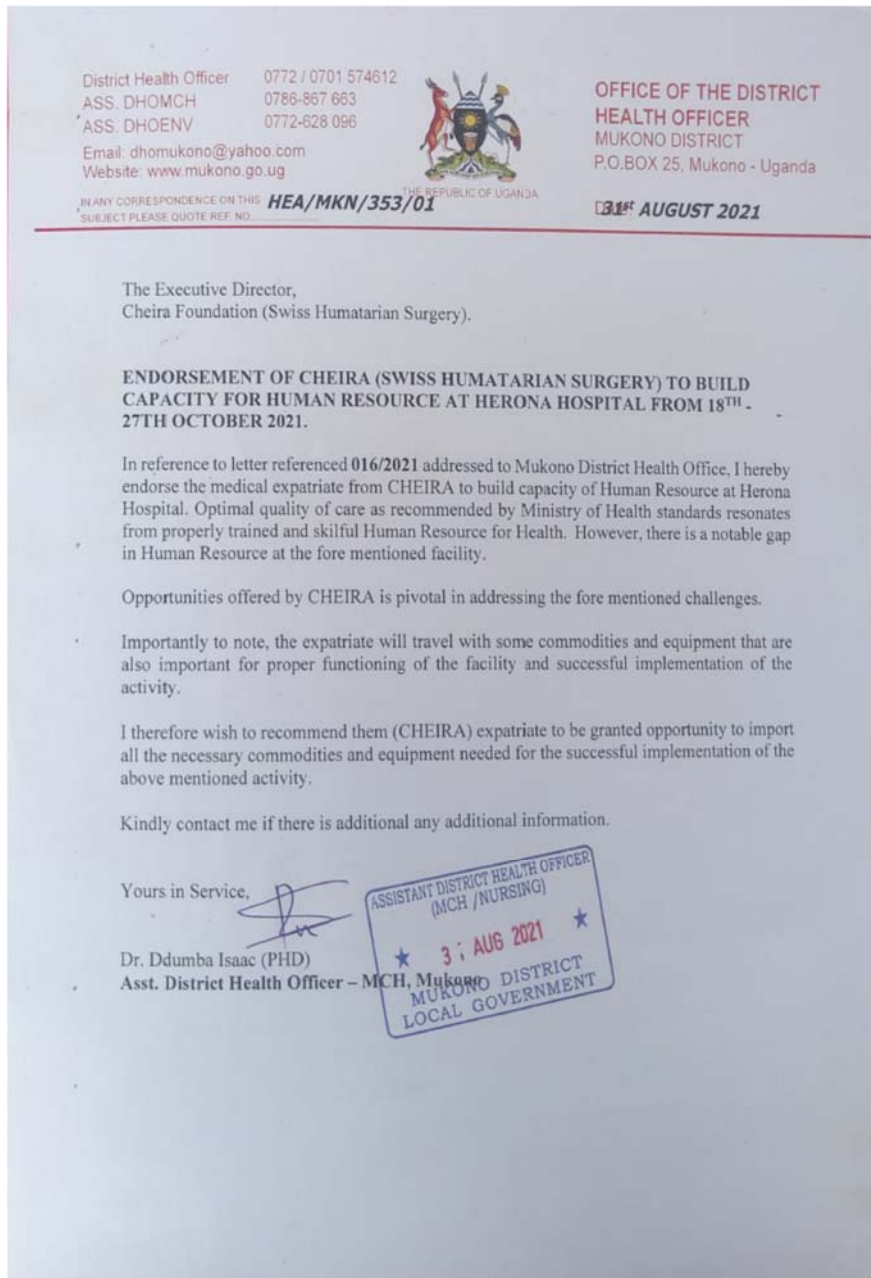 District Health Officer 0772 / 0701 574612
ASS. DHOMCH 0786-867 663
ASS. DHOENV 0772-628 096
Email: dhomukono@yahoo.com
Website: www.mukono.go.ug
IN ANY CORRESPONDENCE ON THIS
SUBJECT PLEASE QUOTE REF. NO. HEA/MKN/353/01
THE REPUBLIC OF UGANDA
OFFICE OF THE DISTRICT
HEALTH OFFICER
MUKONO DISTRICT
P.O.BOX 25, Mukono - Uganda
31st AUGUST 2021
The Executive Director,
Cheira Foundation (Swiss Humatarian Surgery).
ENDORSEMENT OF CHEIRA (SWISS HUMATARIAN SURGERY) TO BUILD
CAPACITY FOR HUMAN RESOURCE AT HERONA HOSPITAL FROM 18TH -
27TH OCTOBER 2021.
In reference to letter referenced 016/2021 addressed to Mukono District Health Office, I hereby
endorse the medical expatriate from CHEIRA to build capacity of Human Resource at Herona
Hospital. Optimal quality of care as recommended by Ministry of Health standards resonates
from properly trained and skilful Human Resource for Health. However, there is a notable gap
in Human Resource at the fore mentioned facility.
Opportunities offered by CHEIRA is pivotal in addressing the fore mentioned challenges.
Importantly to note, the expatriate will travel with some commodities and equipment that are
also important for proper functioning of the facility and successful implementation of the
activity.
I therefore wish to recommend them (CHEIRA) expatriate to be granted opportunity to import
all the necessary commodities and equipment needed for the successful implementation of the
above mentioned activity.
Kindly contact me if there is additional any additional information.
Yours in Service,
Dr. Ddumba Isaac (PHD)
Asst. District Health Officer – MCH, Mukono
ASSISTANT DISTRICT HEALTH OFFICER
(MCH /NURSING)
31 AUG 2021
MUKONO DISTRICT
LOCAL GOVERNMENT